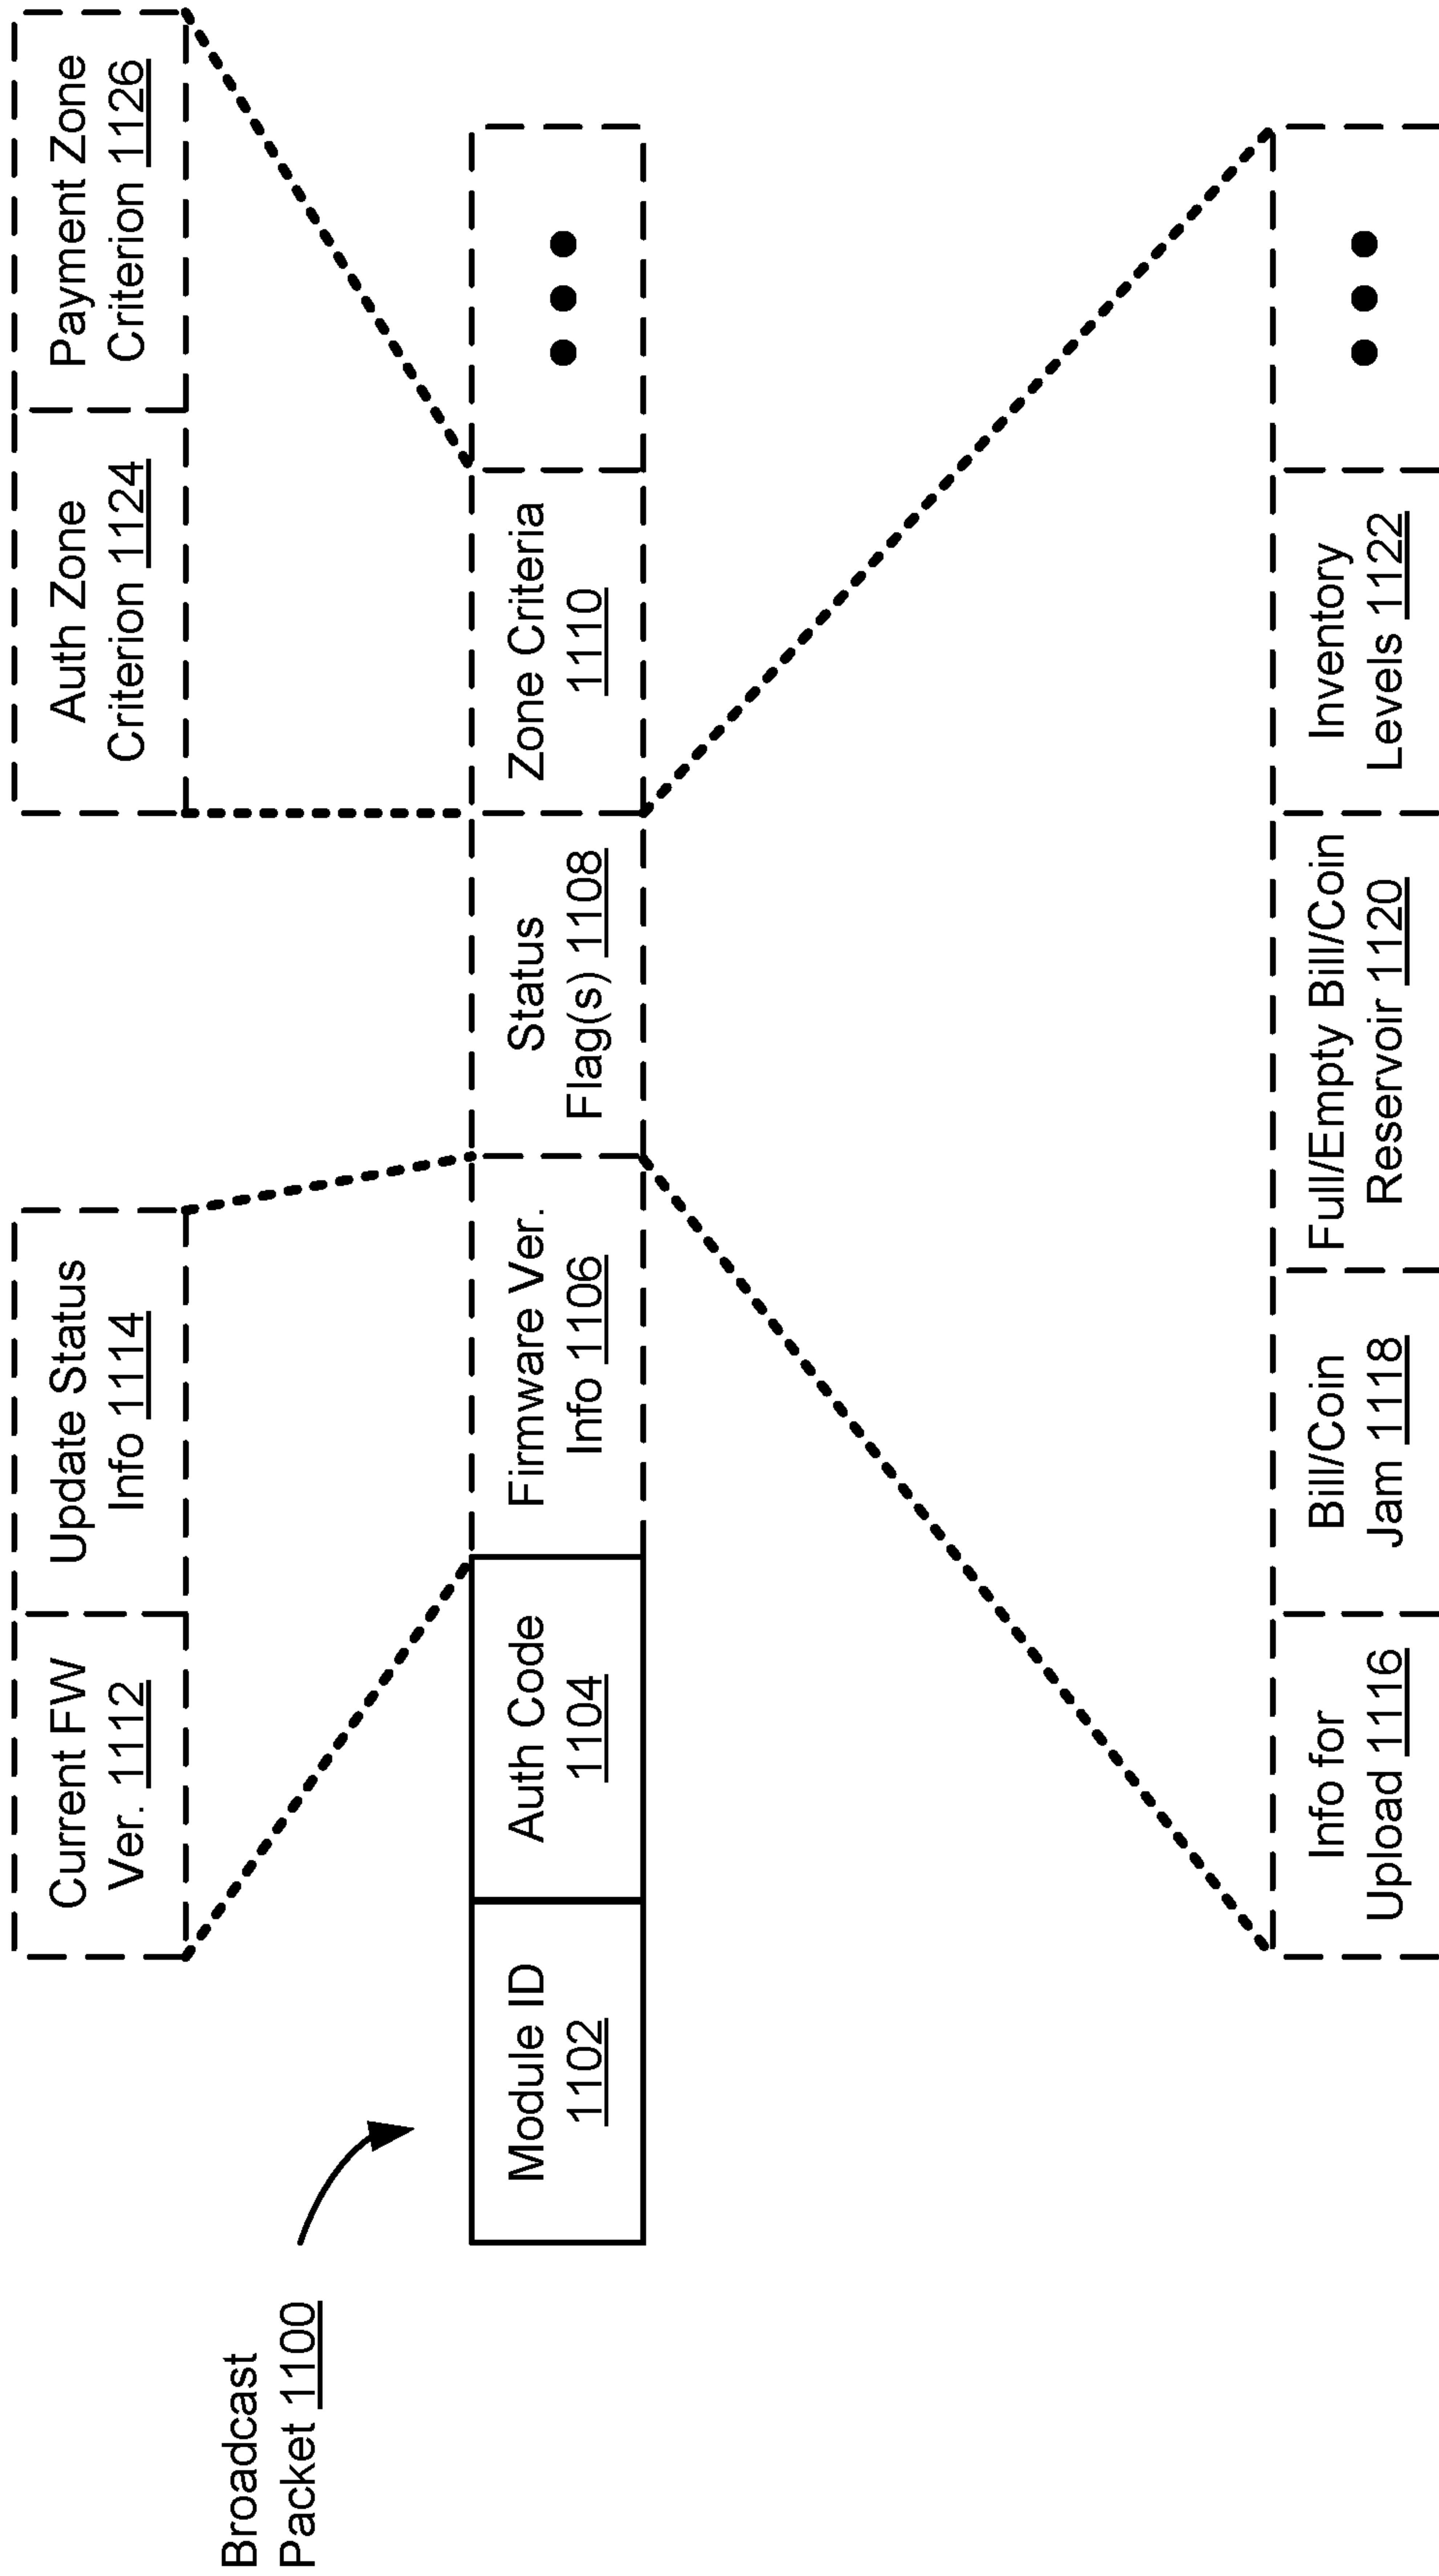 Broadcast
Packet 1100
Current FW
Ver. 1112
Update Status
Info 1114
Auth Zone
Criterion 1124
Payment Zone
Criterion 1126
Module ID
1102
Auth Code
1104
Firmware Ver.
Info 1106
Status
Flag(s) 1108
Zone Criteria
1110
Info for
Upload 1116
Bill/Coin
Jam 1118
Full/Empty Bill/Coin
Reservoir 1120
Inventory
Levels 1122